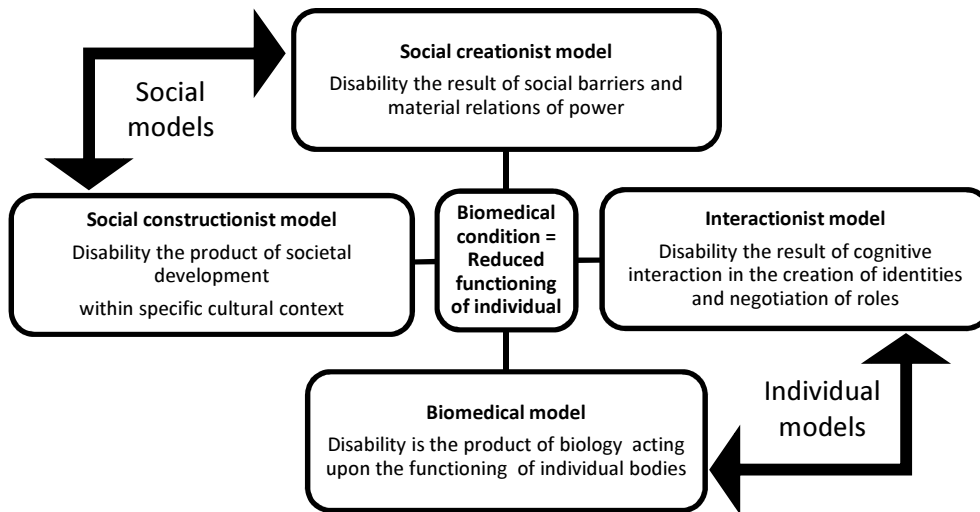 Social creationist model
Disability the result of social barriers and
material relations of power
Social
models
Social constructionist model
Disability the product of societal
development
within specific cultural context
Biomedical
condition =
Reduced
functioning
of individual
Interactionist model
Disability the result of cognitive
interaction in the creation of identities
and negotiation of roles
Biomedical model
Disability is the product of biology acting
upon the functioning of individual bodies
Individual
models